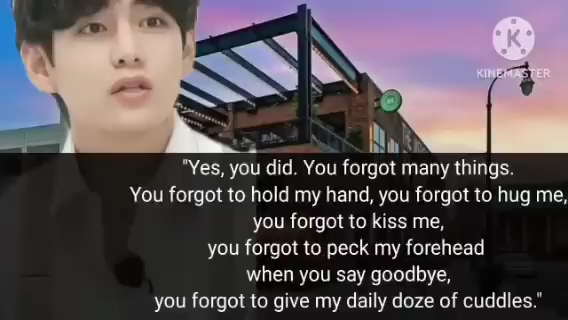 KINEMASTER
"Yes, you did. You forgot many things.
You forgot to hold my hand, you forgot to hug me,
you forgot to kiss me,
you forgot to peck my forehead
when you say goodbye,
you forgot to give my daily doze of cuddles."